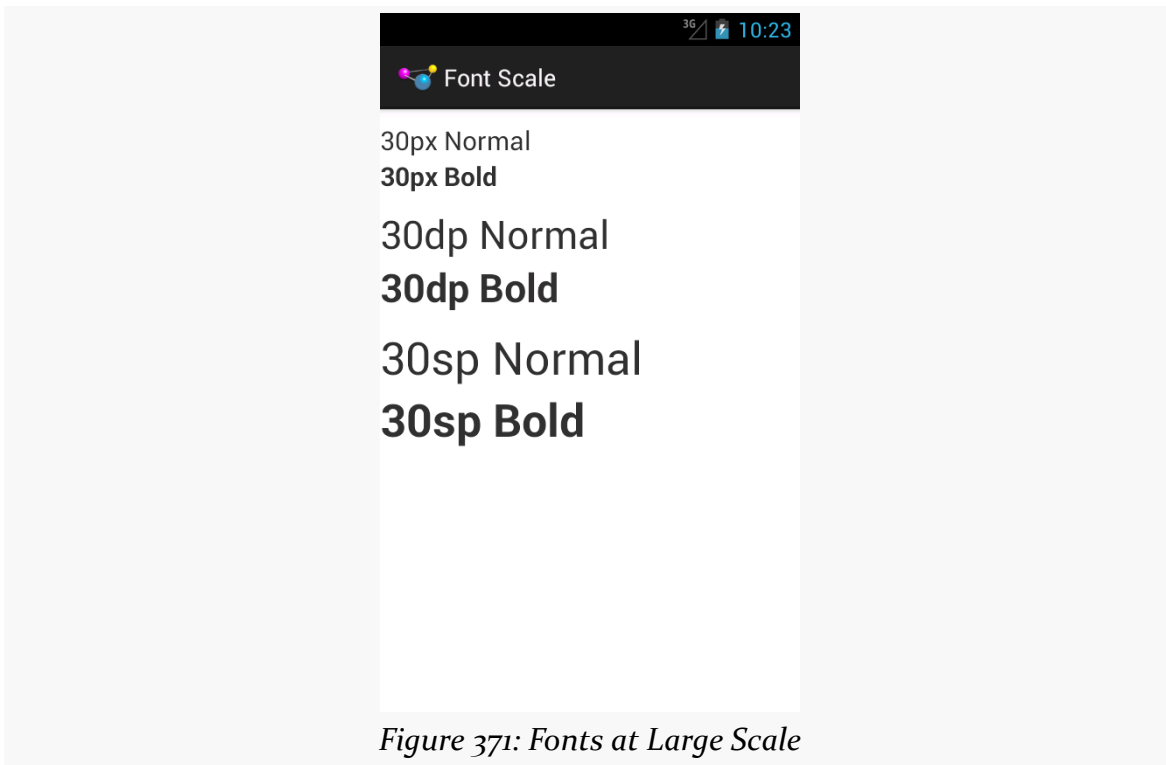 3G 10:23
Font Scale
30px Normal
30px Bold
30dp Normal
30dp Bold
30sp Normal
30sp Bold
Figure 371: Fonts at Large Scale